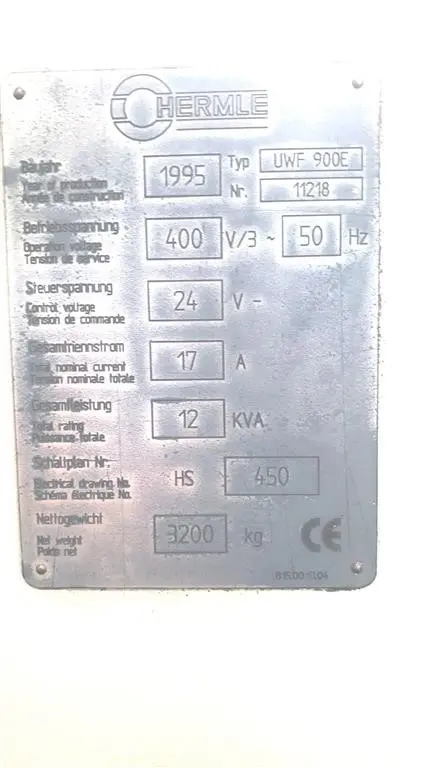 HERMLE
Baujahr
Year of production
Année de construction
1995
Typ UWF 900E
Nr. 11218
Betriebsspannung
Operation voltage
Tension de service
400 V/3 ~ 50 Hz
Steuerspannung
Control voltage
Tension de commande
24 V -
Gesamtnennstrom
Total nominal current
Tension nominale totale
17 A
Gesamtleistung
Total rating
Puissance Totale
12 KVA
Schaltplan Nr.
Electrical drawing No.
Schéma électrique No.
HS 450
Nettogewicht
Net weight
Poids net
3200 kg
CE